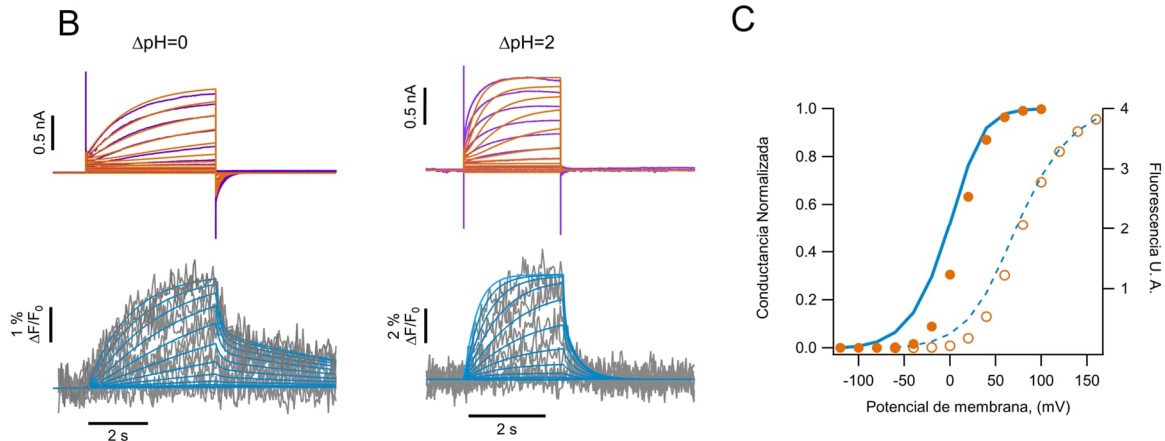 B
ΔpH=0
ΔpH=2
0.5 nA
0.5 nA
1 %
ΔF/F0
2 %
ΔF/F0
2 s
2 s
C
Conductancia Normalizada
1.0
0.8
0.6
0.4
0.2
0.0
4
3
2
1
Fluorescencia U. A.
-100
-50
0
50
100
150
Potencial de membrana, (mV)